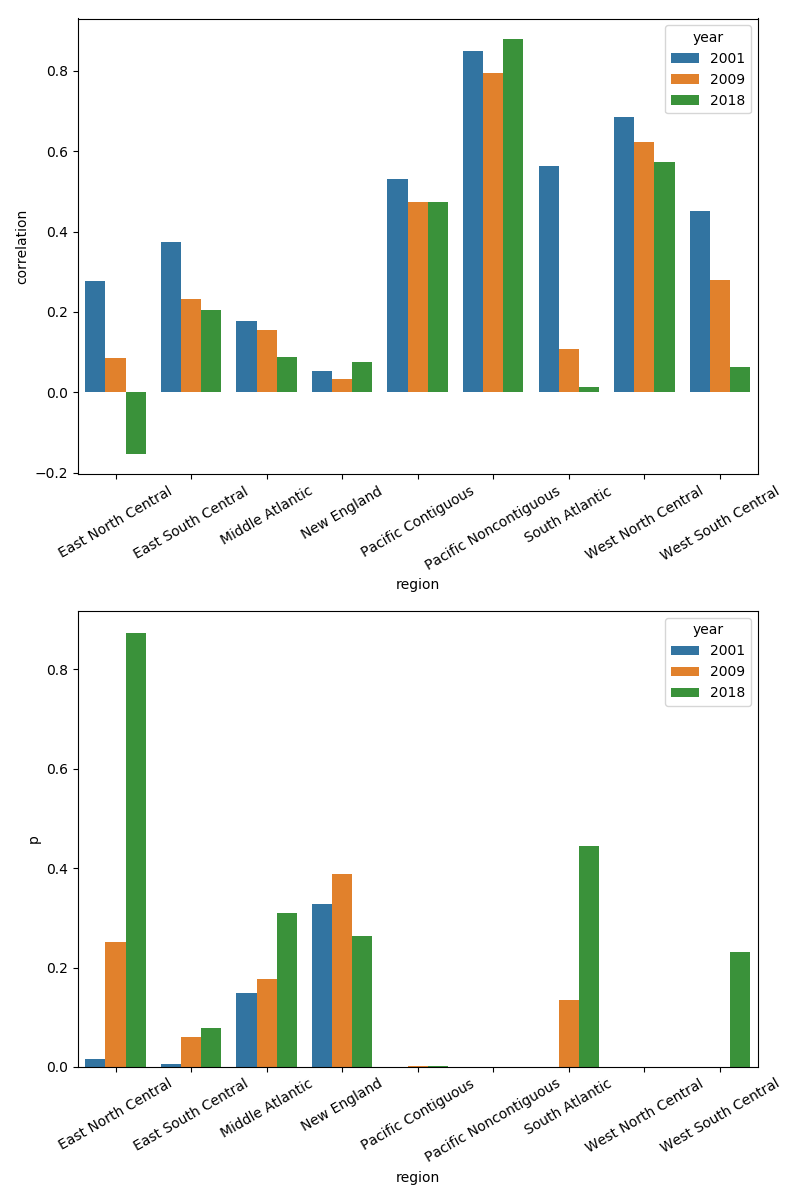 year
2001
2009
2018
0.8
0.6
0.4
0.2
0.0
−0.2
correlation
East North Central
East South Central
Middle Atlantic
New England
Pacific Contiguous
Pacific Noncontiguous
South Atlantic
West North Central
West South Central
region
year
2001
2009
2018
0.8
0.6
0.4
0.2
0.0
p
East North Central
East South Central
Middle Atlantic
New England
Pacific Contiguous
Pacific Noncontiguous
South Atlantic
West North Central
West South Central
region